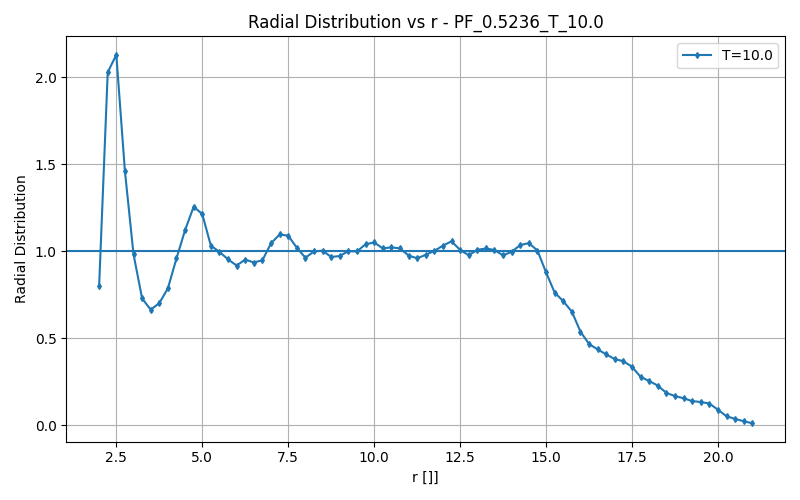 Radial Distribution vs r - PF_0.5236_T_10.0
T=10.0
2.0
1.5
1.0
0.5
0.0
Radial Distribution
2.5 5.0 7.5 10.0 12.5 15.0 17.5 20.0
r []]